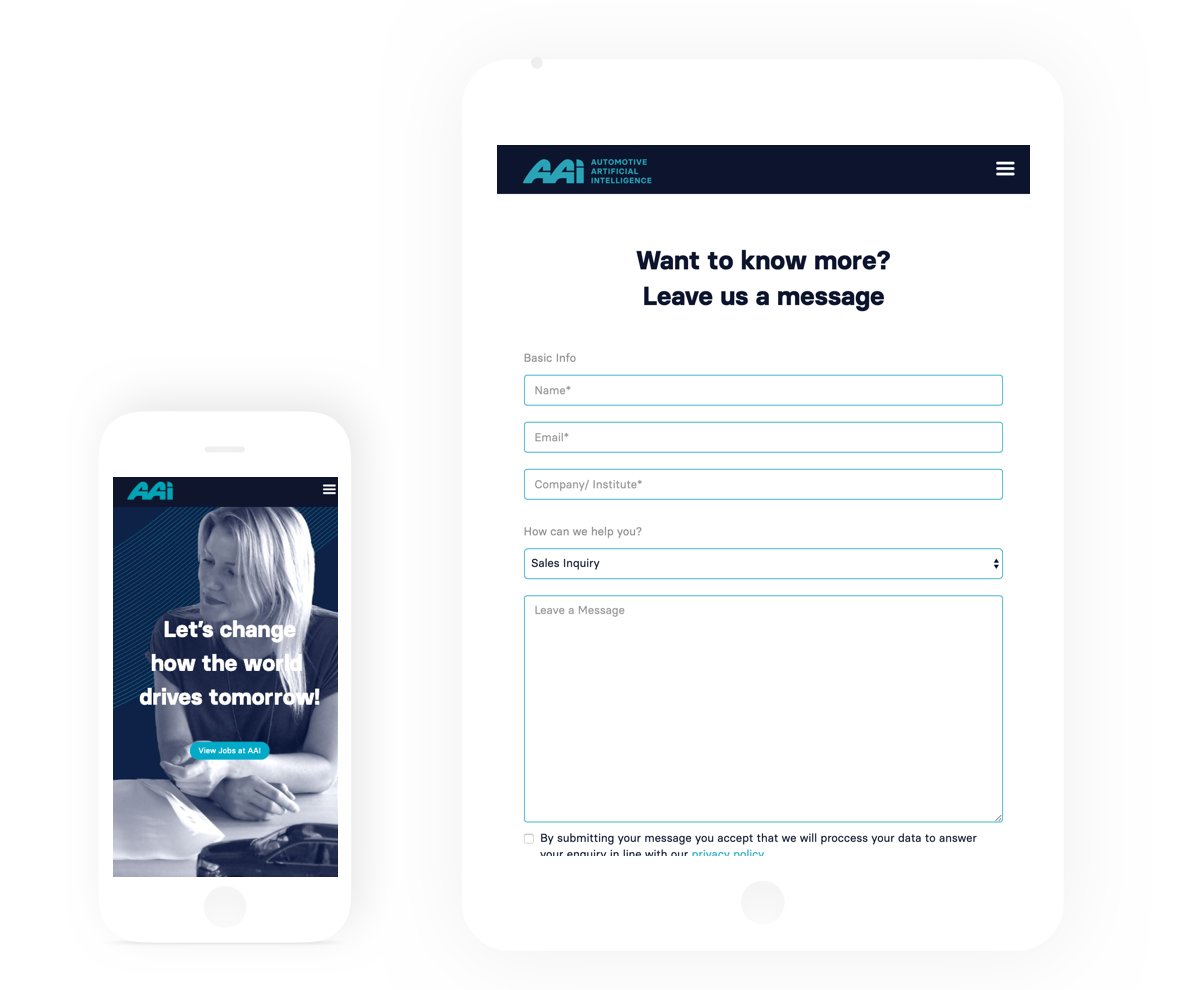 AAi
Let's change
how the world
drives tomorrow!
View Jobs at AAI
AAi
AUTOMOTIVE
ARTIFICIAL
INTELLIGENCE
Want to know more?
Leave us a message
Basic Info
Name*
Email*
Company/ Institute*
How can we help you?
Sales Inquiry
Leave a Message
By submitting your message you accept that we will proccess your data to answer
your enquiry in line with our privacy policy